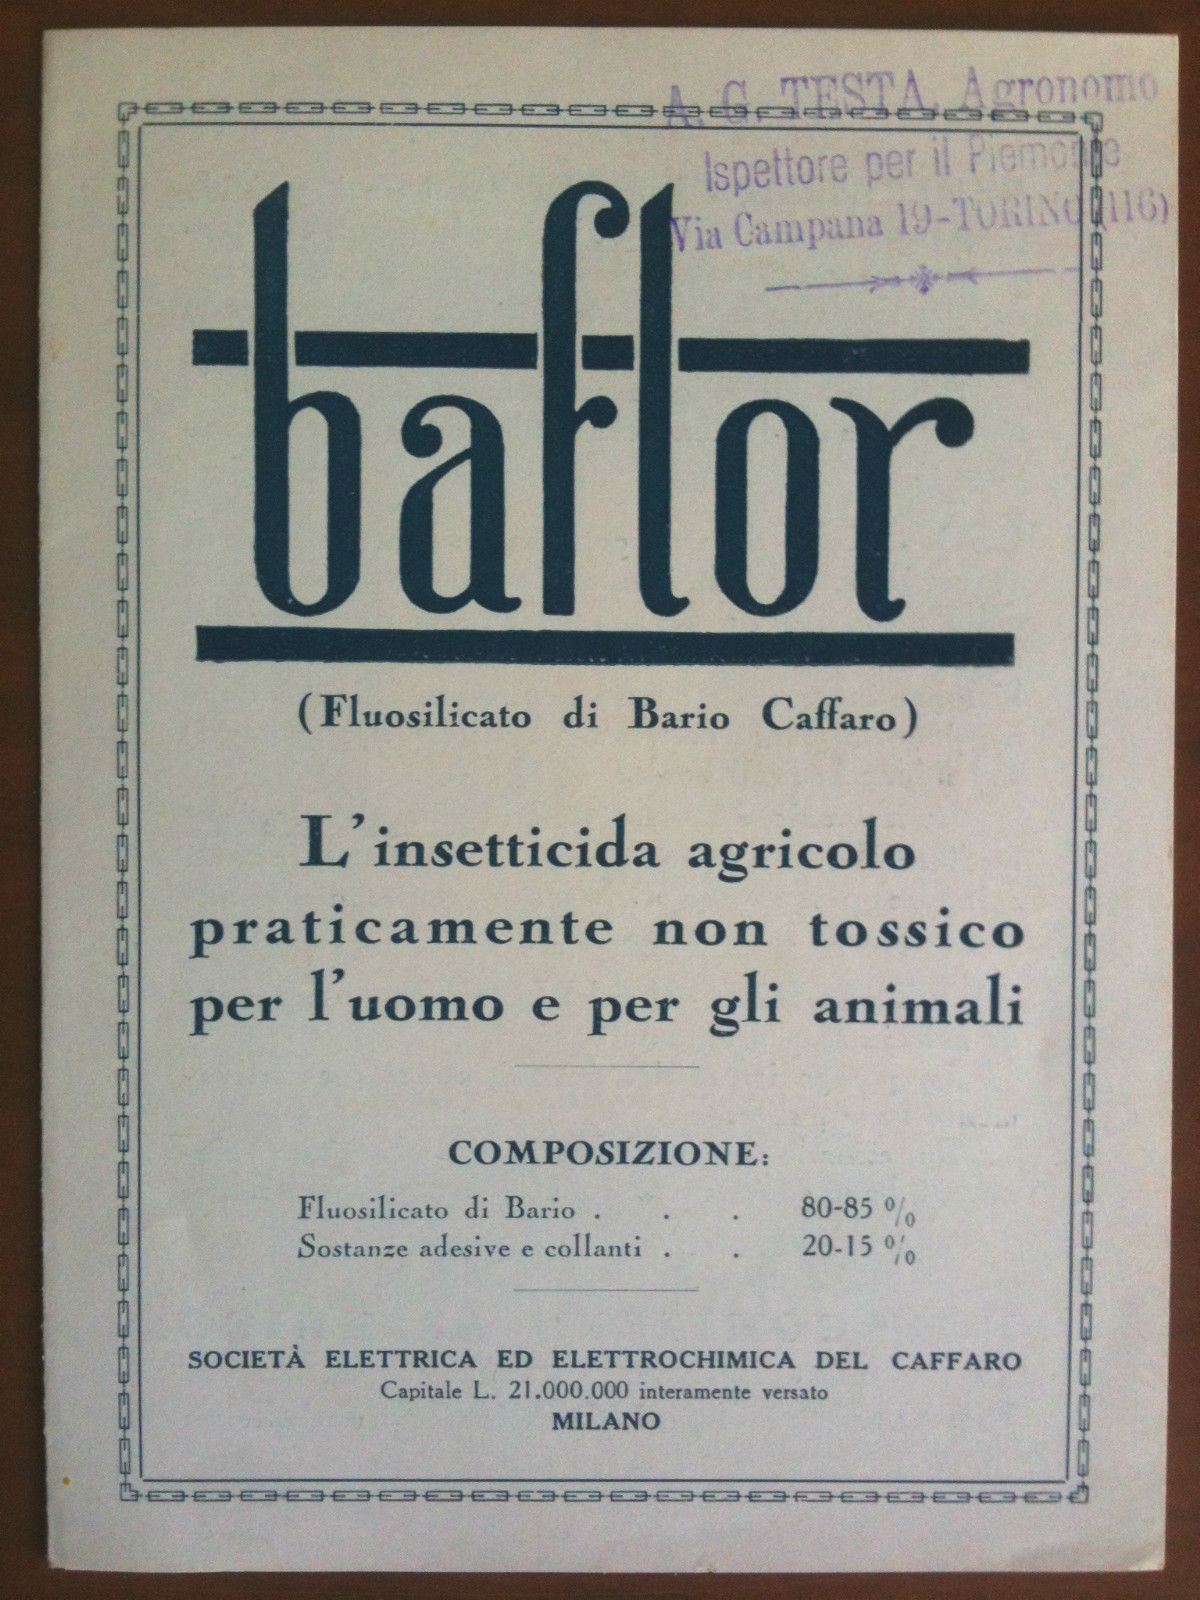 A. G. TESTA, Agronomo
Ispettore per il Piemonte
Via Campana 19-TORINO (116)
baflor
(Fluosilicato di Bario Caffaro)
L'insetticida agricolo
praticamente non tossico
per l'uomo e per gli animali
COMPOSIZIONE:
Fluosilicato di Bario . . . 80-85 %
Sostanze adesive e collanti . . 20-15 %
SOCIETÀ ELETTRICA ED ELETTROCHIMICA DEL CAFFARO
Capitale L. 21.000.000 interamente versato
MILANO